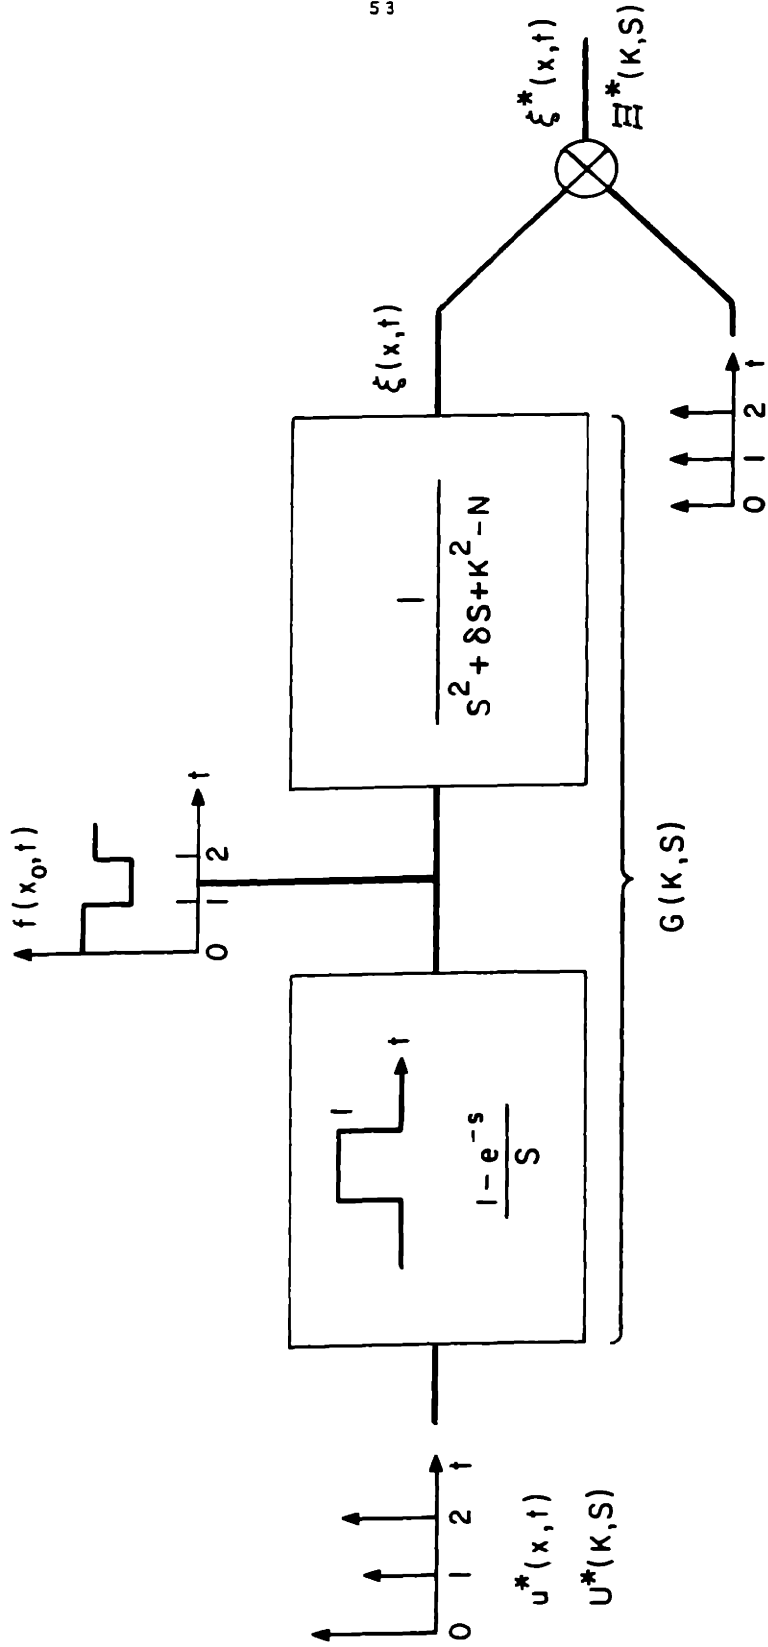 53
0 1 2 t
u*(x,t)
U*(K,S)
1
t
1 - e^-s
S
f(x₀,t)
0 1 2 t
1
S² + δS + K² - N
G(K,S)
ξ(x,t)
0 1 2 t
ξ*(x,t)
Ξ*(K,S)